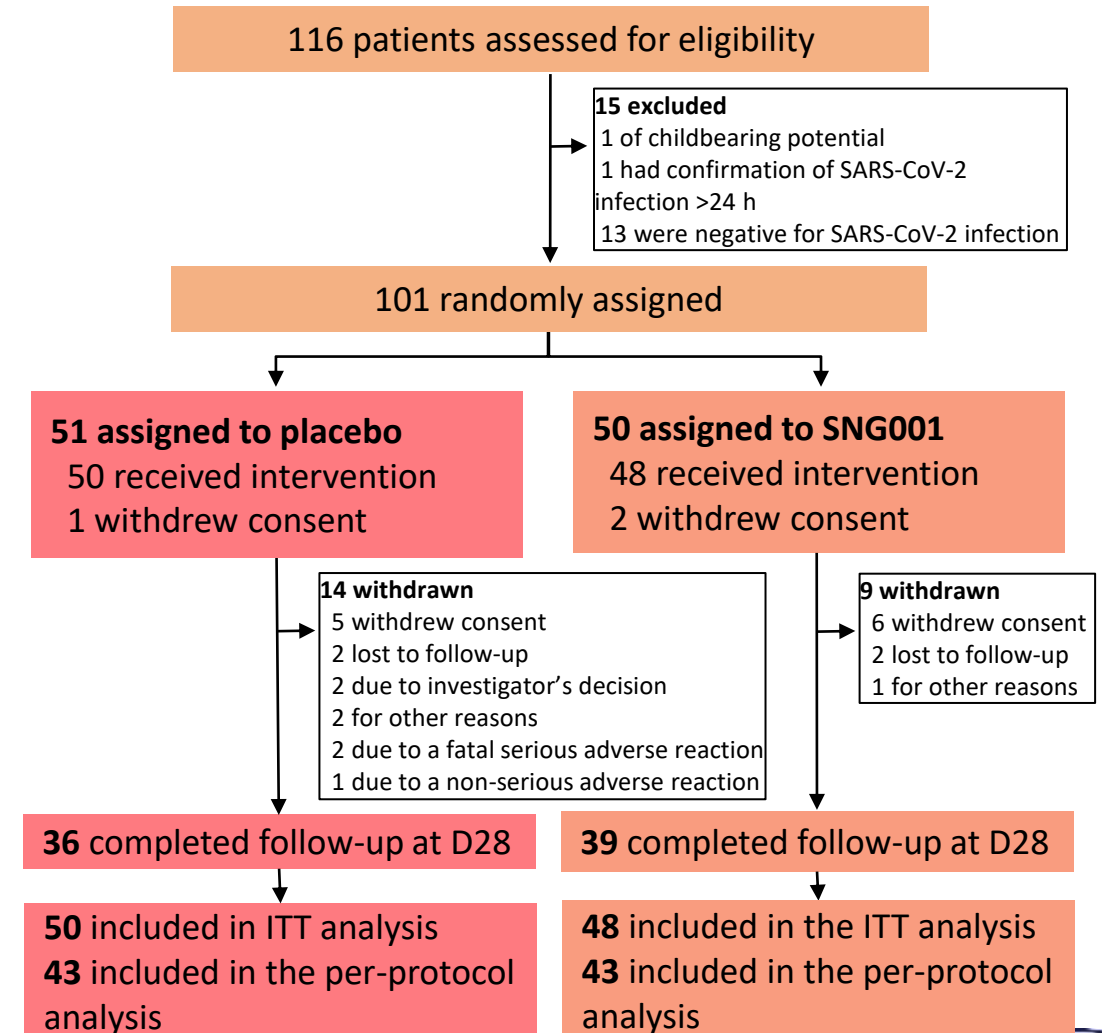 116 patients assessed for eligibility
15 excluded
1 of childbearing potential
1 had confirmation of SARS-CoV-2
infection >24 h
13 were negative for SARS-CoV-2 infection
101 randomly assigned
51 assigned to placebo
50 received intervention
1 withdrew consent
50 assigned to SNG001
48 received intervention
2 withdrew consent
14 withdrawn
5 withdrew consent
2 lost to follow-up
2 due to investigator’s decision
2 for other reasons
2 due to a fatal serious adverse reaction
1 due to a non-serious adverse reaction
9 withdrawn
6 withdrew consent
2 lost to follow-up
1 for other reasons
36 completed follow-up at D28
39 completed follow-up at D28
50 included in ITT analysis
43 included in the per-protocol
analysis
48 included in the ITT analysis
43 included in the per-protocol
analysis